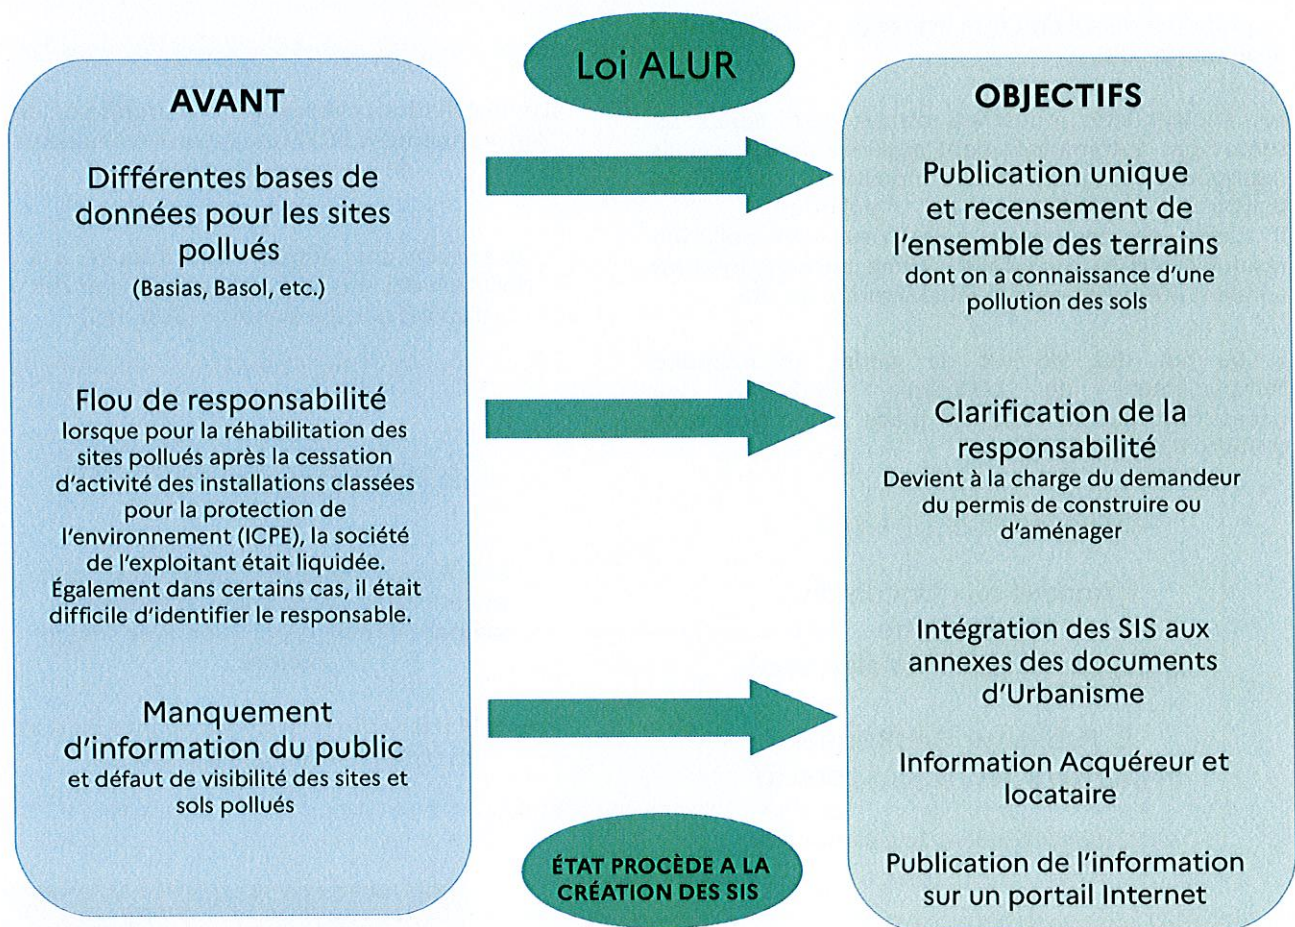 Loi ALUR
AVANT
Différentes bases de
données pour les sites
pollués
(Basias, Basol, etc.)
Flou de responsabilité
lorsque pour la réhabilitation des
sites pollués après la cessation
d'activité des installations classées
pour la protection de
l'environnement (ICPE), la société
de l'exploitant était liquidée.
Également dans certains cas, il était
difficile d'identifier le responsable.
Manquement
d'information du public
et défaut de visibilité des sites et
sols pollués
OBJECTIFS
Publication unique
et recensement de
l'ensemble des terrains
dont on a connaissance d'une
pollution des sols
Clarification de la
responsabilité
Devient à la charge du demandeur
du permis de construire ou
d'aménager
Intégration des SIS aux
annexes des documents
d'Urbanisme
Information Acquéreur et
locataire
Publication de l'information
sur un portail Internet
ÉTAT PROCÈDE A LA
CRÉATION DES SIS